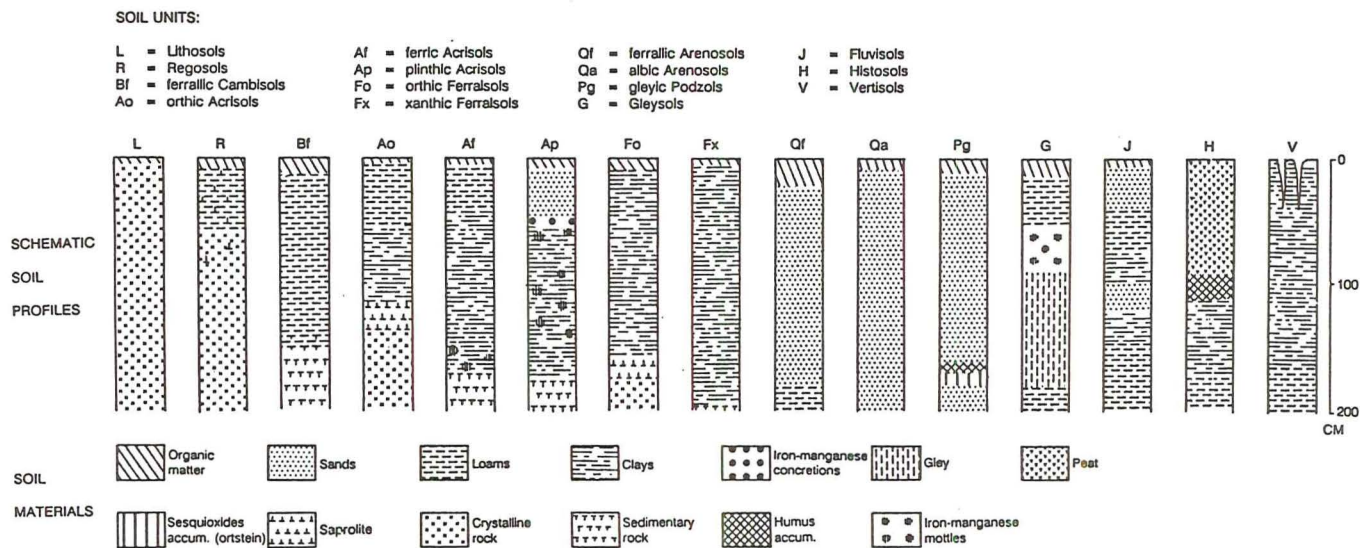 SOIL UNITS:
L = Lithosols
R = Regosols
Bf = ferrallic Cambisols
Ao = orthic Acrisols
Af = ferric Acrisols
Ap = plinthic Acrisols
Fo = orthic Ferralsols
Fx = xanthic Ferralsols
Qf = ferrallic Arenosols
Qa = albic Arenosols
Pg = gleyic Podzols
G = Gleysols
J = Fluvisols
H = Histosols
V = Vertisols
L R Bf Ao Af Ap Fo Fx Qf Qa Pg G J H V
0
SCHEMATIC
SOIL
PROFILES
100
200
CM
SOIL
MATERIALS
Organic
matter
Sands
Loams
Clays
Iron-manganese
concretions
Gley
Peat
Sesquioxides
accum. (ortstein)
Saprolite
Crystalline
rock
Sedimentary
rock
Humus
accum.
Iron-manganese
mottles